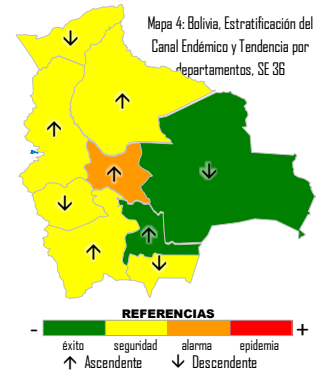 Mapa 4: Bolivia, Estratificación del
Canal Endémico y Tendencia por
departamentos, SE 36
REFERENCIAS
- +
éxito seguridad alarma epidemia
↑ Ascendente ↓ Descendente